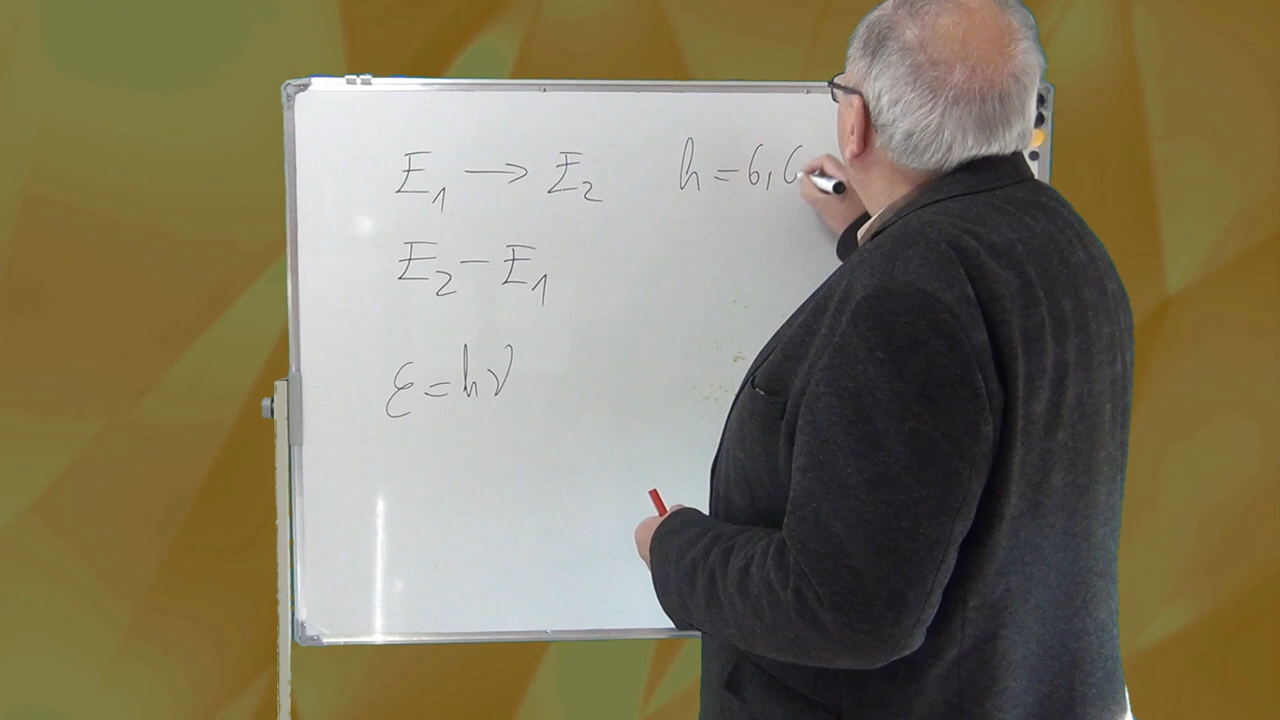 E₁ → E₂ h = 6,6
E₂ − E₁
ε = hν